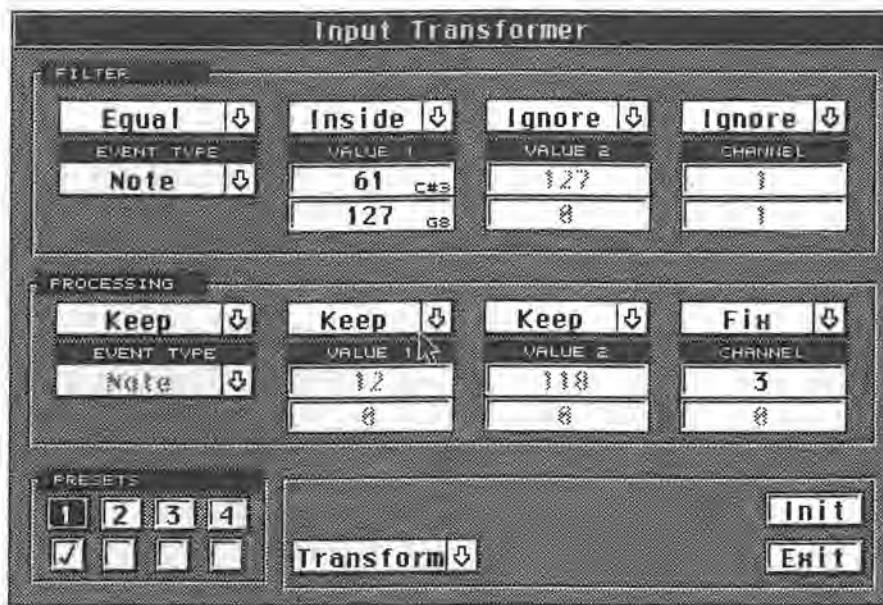 Input Transformer
FILTER
Equal Inside Ignore Ignore
EVENT TYPE VALUE 1 VALUE 2 CHANNEL
Note 61 C#3 127 1
127 G8 0 1
PROCESSING
Keep Keep Keep Fix
EVENT TYPE VALUE 1 VALUE 2 CHANNEL
Note 12 118 3
0 0 0
PRESETS
1 2 3 4 Init
Transform Exit